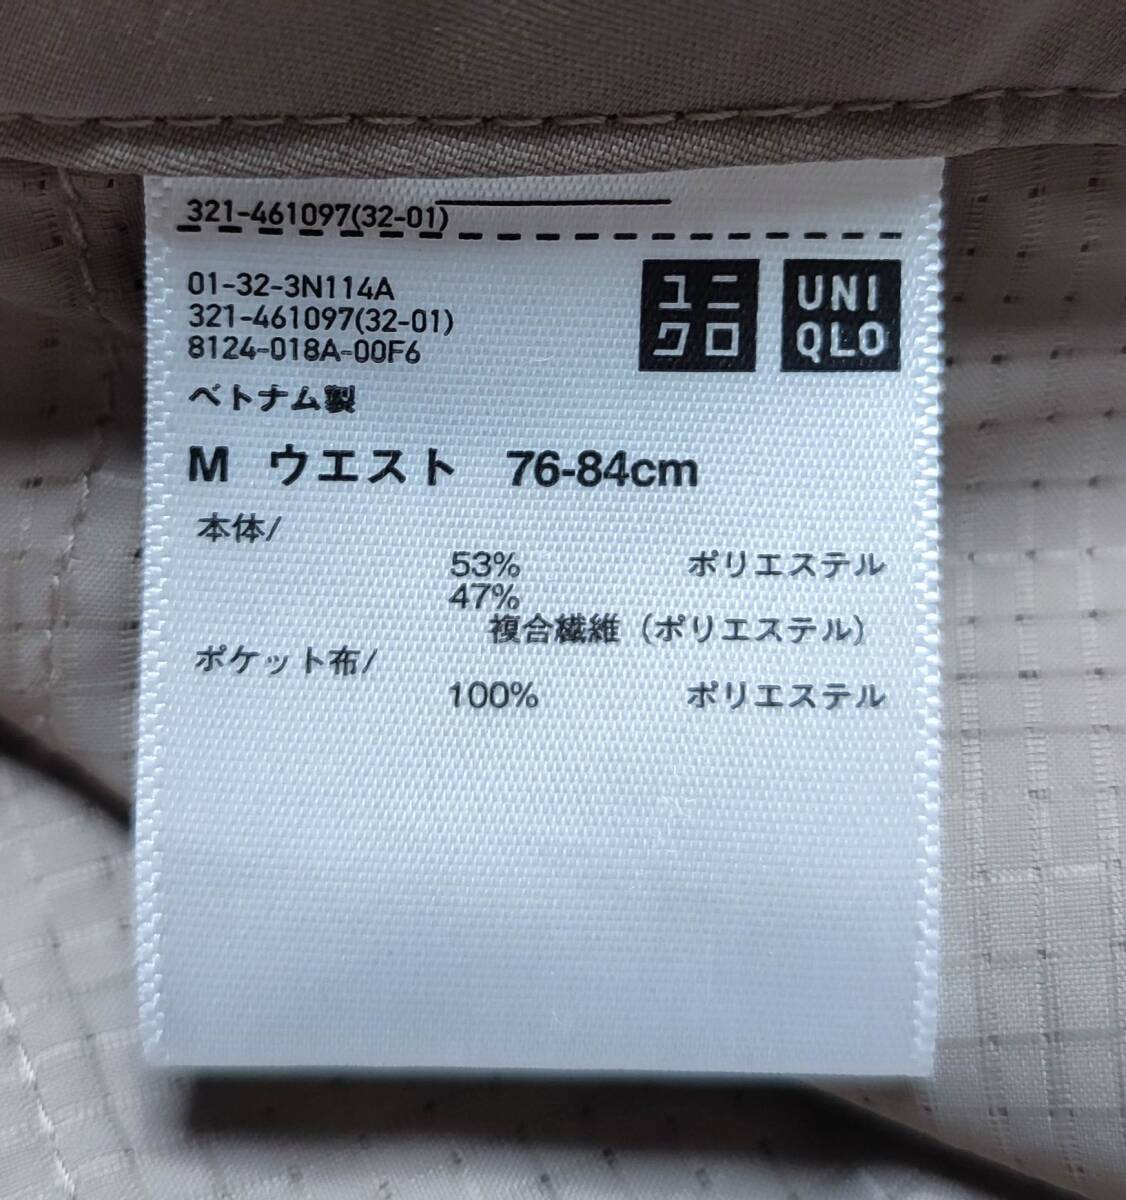 321-461097(32-01)
01-32-3N114A
321-461097(32-01)
8124-018A-00F6
ユニ
クロ
UNI
QLO
ベトナム製
M ウエスト 76-84cm
本体/
53% ポリエステル
47%
複合繊維（ポリエステル）
ポケット布/
100% ポリエステル